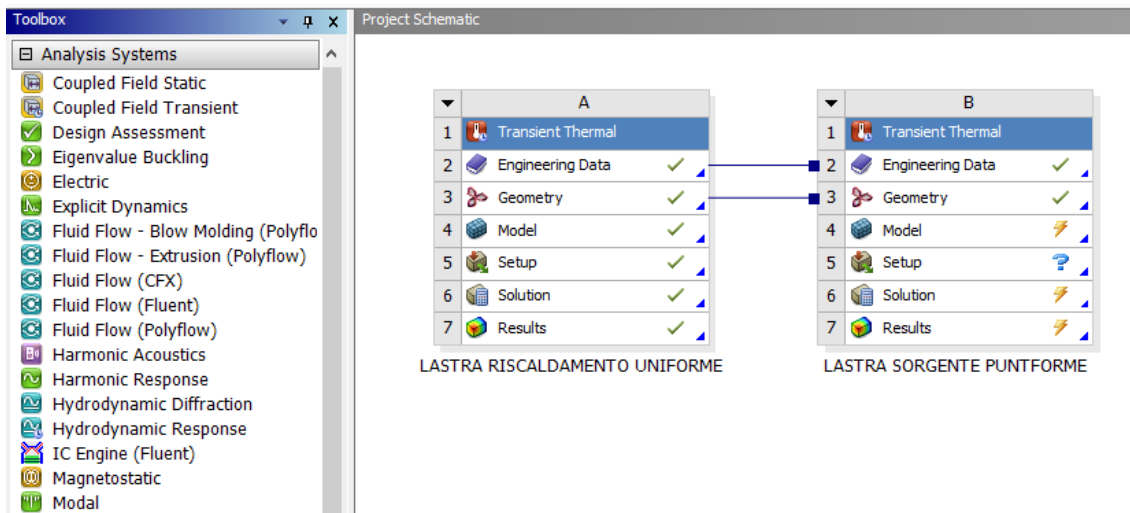 Toolbox
Project Schematic
Analysis Systems
Coupled Field Static
Coupled Field Transient
Design Assessment
Eigenvalue Buckling
Electric
Explicit Dynamics
Fluid Flow - Blow Molding (Polyflo
Fluid Flow - Extrusion (Polyflow)
Fluid Flow (CFX)
Fluid Flow (Fluent)
Fluid Flow (Polyflow)
Harmonic Acoustics
Harmonic Response
Hydrodynamic Diffraction
Hydrodynamic Response
IC Engine (Fluent)
Magnetostatic
Modal
A
1 Transient Thermal
2 Engineering Data
3 Geometry
4 Model
5 Setup
6 Solution
7 Results
LASTRA RISCALDAMENTO UNIFORME
B
1 Transient Thermal
2 Engineering Data
3 Geometry
4 Model
5 Setup ?
6 Solution
7 Results
LASTRA SORGENTE PUNTFORME